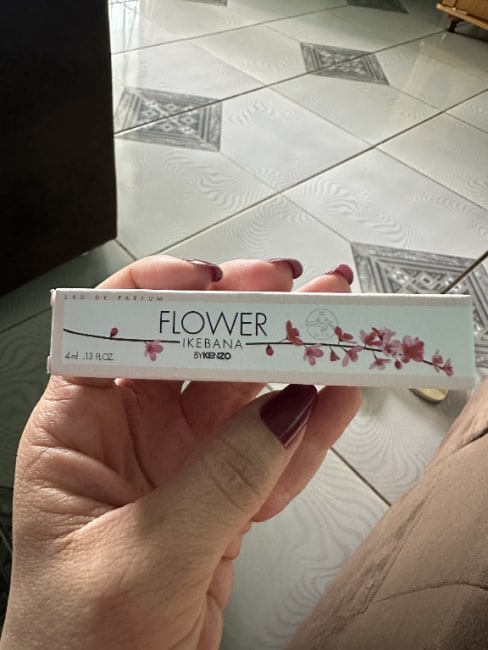 EAU DE PARFUM
FLOWER
IKEBANA
BYKENZO
4 ml .13 FL.OZ.